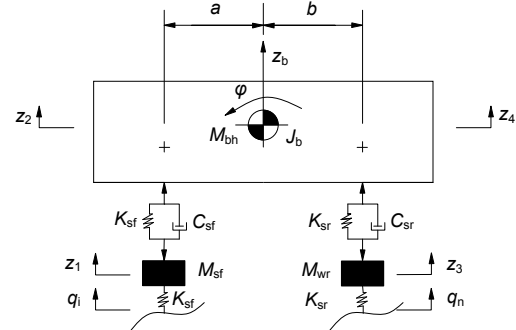 a b
z_b
φ
z_2 z_4
M_bh J_b
K_sf C_sf K_sr C_sr
z_1 M_sf M_wr z_3
q_i K_sf K_sr q_n